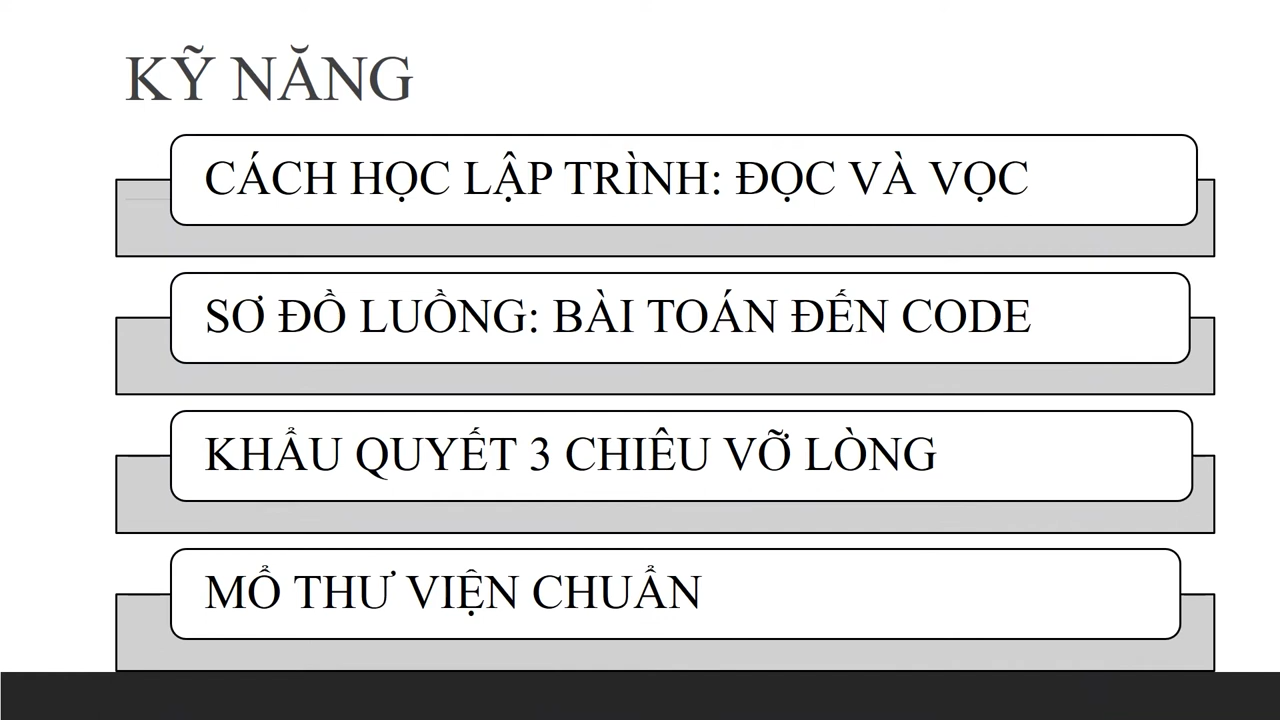 KỸ NĂNG
CÁCH HỌC LẬP TRÌNH: ĐỌC VÀ VỌC
SƠ ĐỒ LUỒNG: BÀI TOÁN ĐẾN CODE
KHẨU QUYẾT 3 CHIÊU VỠ LÒNG
MỔ THƯ VIỆN CHUẨN